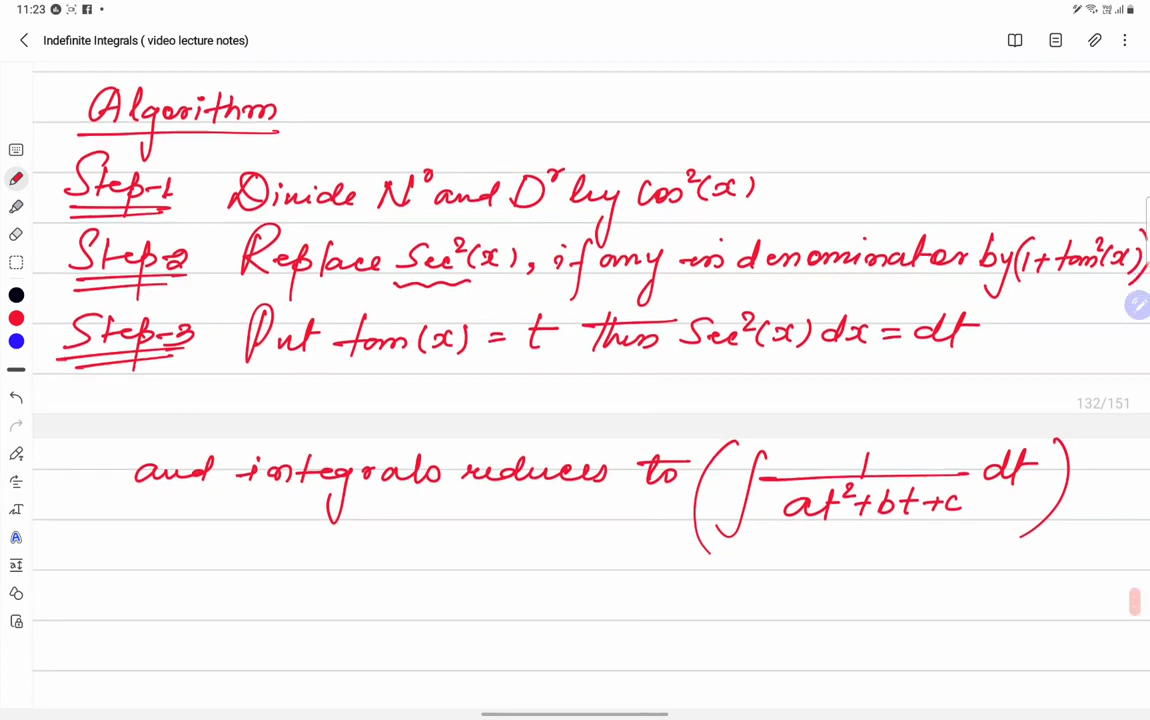 11:23
Indefinite Integrals ( video lecture notes)
Algorithm
Step-1 Divide Nr and Dr by cos²(x)
Step-2 Replace Sec²(x), if any in denominator by (1+tan²(x))
Step-3 Put tan(x) = t Then Sec²(x) dx = dt
132/151
and integrals reduces to (∫ 1/(at²+bt+c) dt)